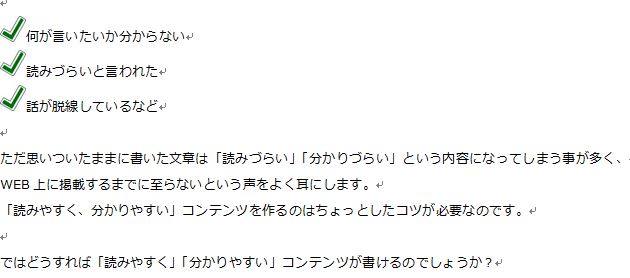 何が言いたいか分からない
読みづらいと言われた
話が脱線しているなど
ただ思いついたままに書いた文章は「読みづらい」「分かりづらい」という内容になってしまう事が多く、
WEB 上に掲載するまでに至らないという声をよく耳にします。
「読みやすく、分かりやすい」コンテンツを作るのはちょっとしたコツが必要なのです。
ではどうすれば「読みやすく」「分かりやすい」コンテンツが書けるのでしょうか？